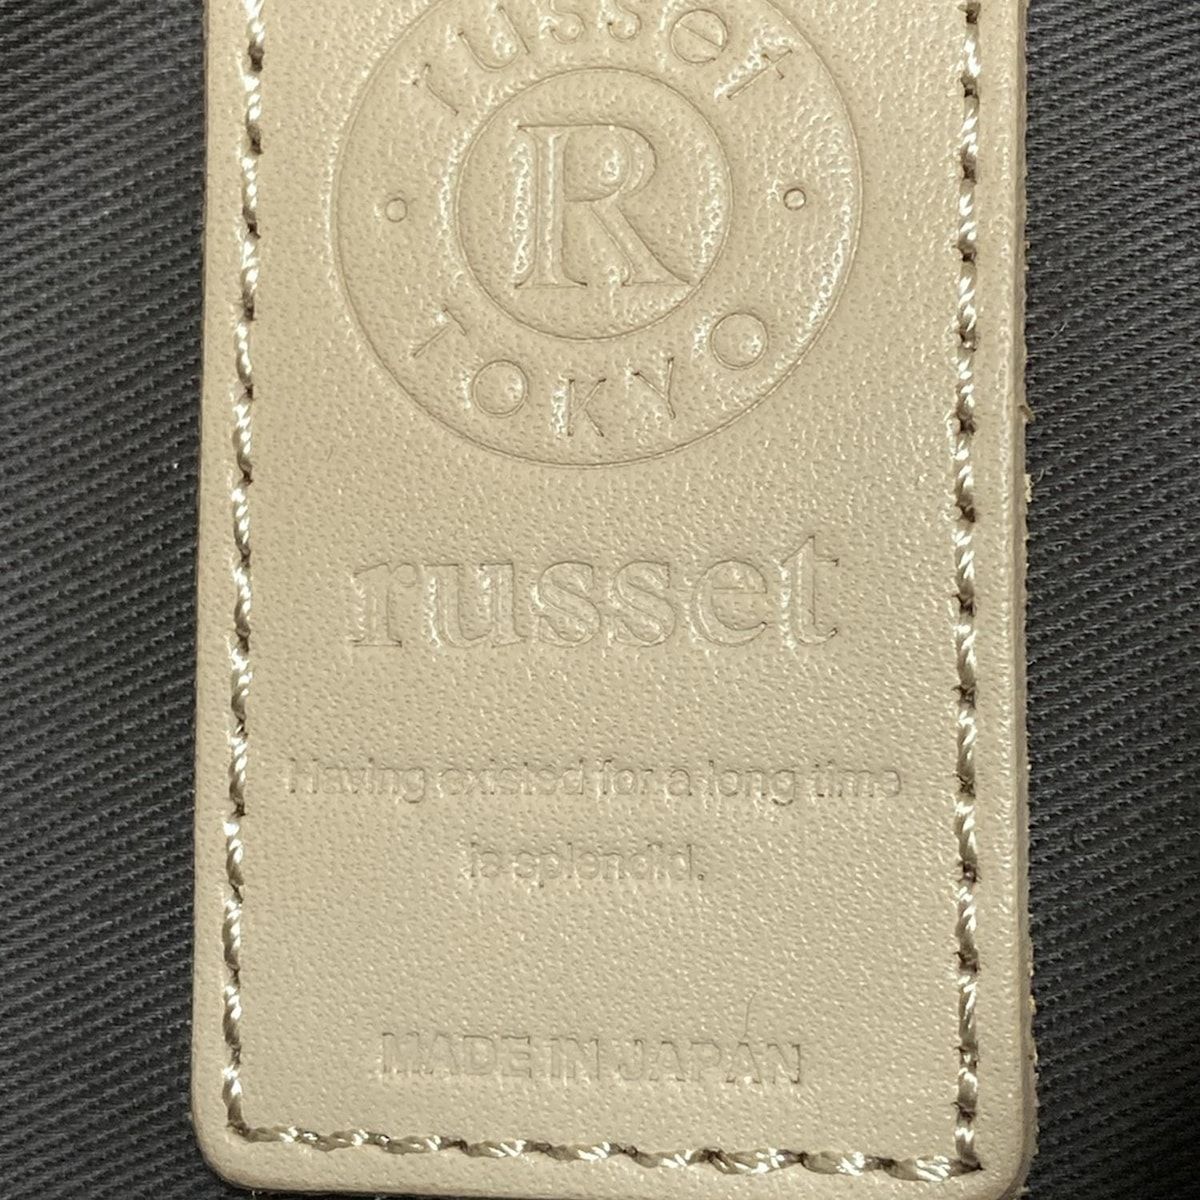 russet
R
TOKYO
russet
Having existed for a long time
is splendid.
MADE IN JAPAN